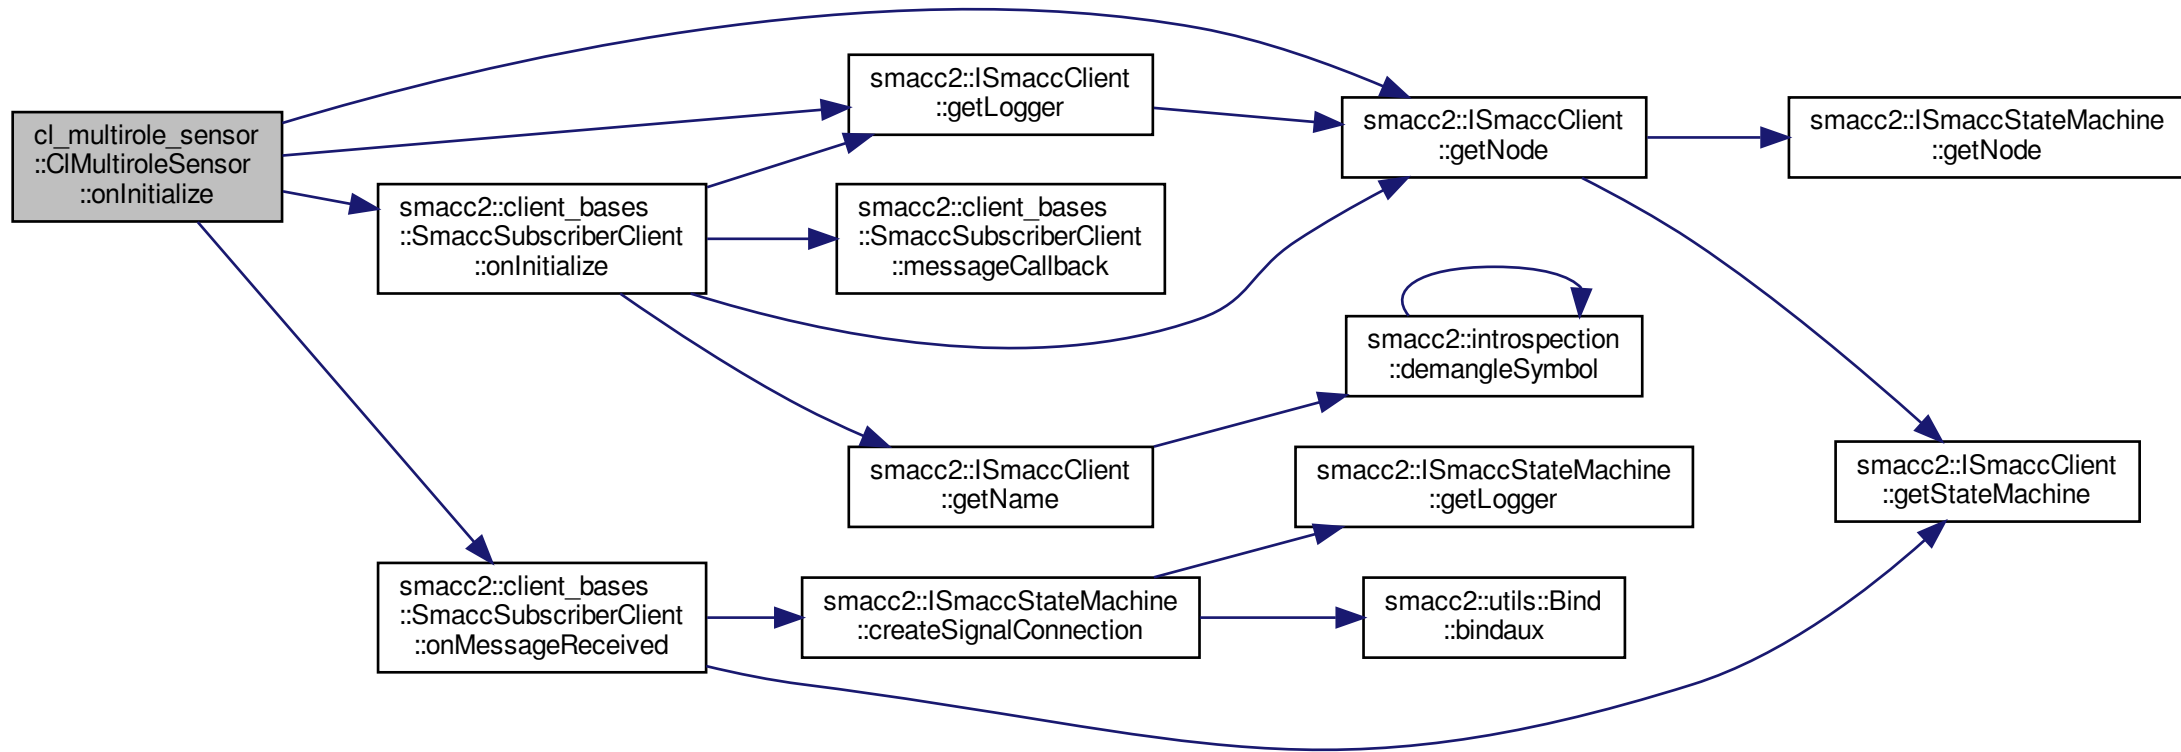 cl_multirole_sensor
::ClMultiroleSensor
::onInitialize
smacc2::ISmaccClient
::getLogger
smacc2::client_bases
::SmaccSubscriberClient
::onInitialize
smacc2::client_bases
::SmaccSubscriberClient
::messageCallback
smacc2::ISmaccClient
::getNode
smacc2::ISmaccStateMachine
::getNode
smacc2::introspection
::demangleSymbol
smacc2::ISmaccClient
::getName
smacc2::ISmaccStateMachine
::getLogger
smacc2::ISmaccClient
::getStateMachine
smacc2::client_bases
::SmaccSubscriberClient
::onMessageReceived
smacc2::ISmaccStateMachine
::createSignalConnection
smacc2::utils::Bind
::bindaux